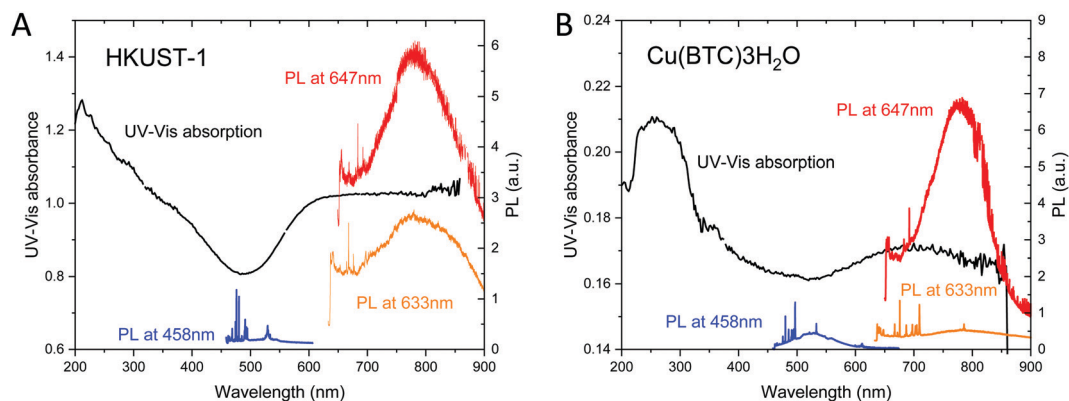 A
HKUST-1
PL at 647nm
UV-Vis absorption
PL at 633nm
PL at 458nm
UV-Vis absorbance
1.4
1.2
1.0
0.8
0.6
PL (a.u.)
6
5
4
3
2
1
0
200 300 400 500 600 700 800 900
Wavelength (nm)
B
Cu(BTC)3H₂O
PL at 647nm
UV-Vis absorption
PL at 633nm
PL at 458nm
UV-Vis absorbance
0.24
0.22
0.20
0.18
0.16
0.14
PL (a.u.)
9
8
7
6
5
4
3
2
1
0
200 300 400 500 600 700 800 900
Wavelength (nm)